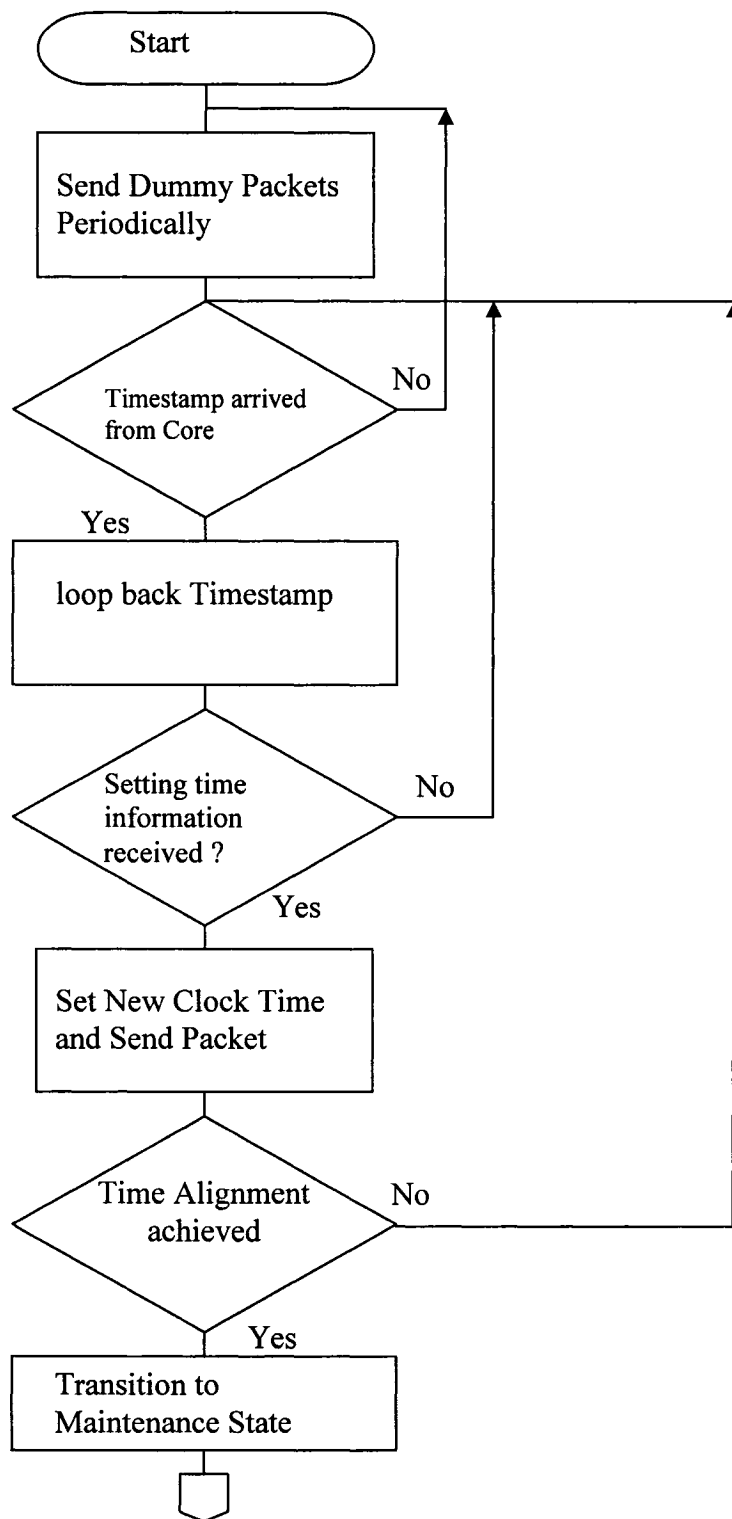 Start
Send Dummy Packets
Periodically
No
Timestamp arrived
from Core
Yes
loop back Timestamp
Setting time
information
received ?
No
Yes
Set New Clock Time
and Send Packet
Time Alignment
achieved
No
Yes
Transition to
Maintenance State